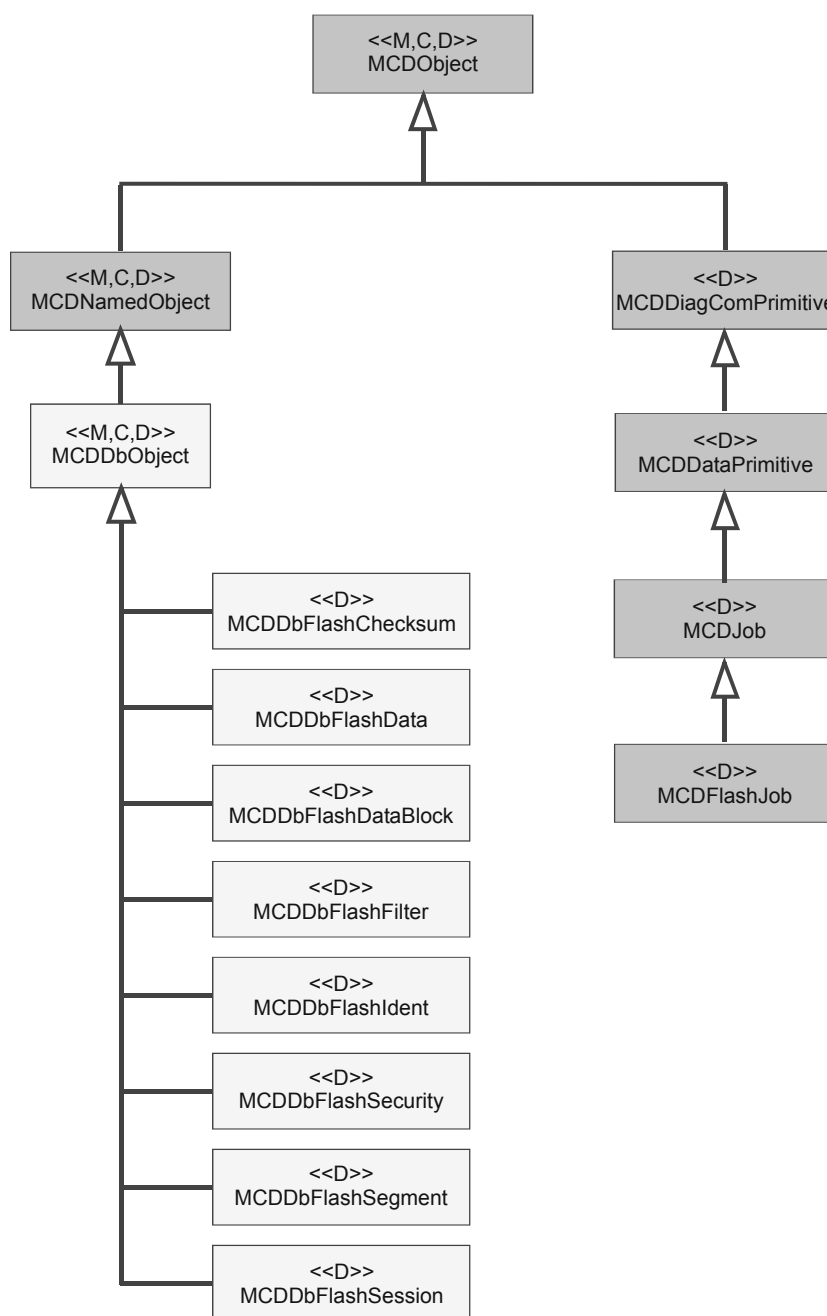 <<M,C,D>>
MCDObject
<<M,C,D>>
MCDNamedObject
<<D>>
MCDDiagComPrimitive
<<M,C,D>>
MCDDbObject
<<D>>
MCDDataPrimitive
<<D>>
MCDDbFlashChecksum
<<D>>
MCDJob
<<D>>
MCDDbFlashData
<<D>>
MCDFlashJob
<<D>>
MCDDbFlashDataBlock
<<D>>
MCDDbFlashFilter
<<D>>
MCDDbFlashIdent
<<D>>
MCDDbFlashSecurity
<<D>>
MCDDbFlashSegment
<<D>>
MCDDbFlashSession